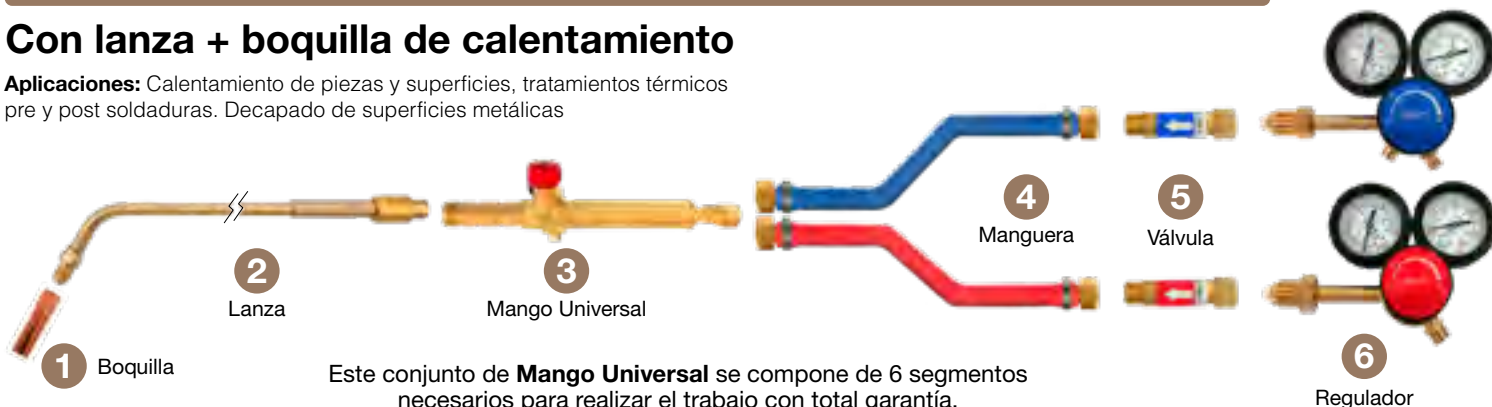 Con lanza + boquilla de calentamiento
Aplicaciones: Calentamiento de piezas y superficies, tratamientos térmicos
pre y post soldaduras. Decapado de superficies metálicas
4
Manguera
5
Válvula
2
Lanza
3
Mango Universal
1 Boquilla
6
Regulador
Este conjunto de Mango Universal se compone de 6 segmentos
necesarios para realizar el trabajo con total garantía.